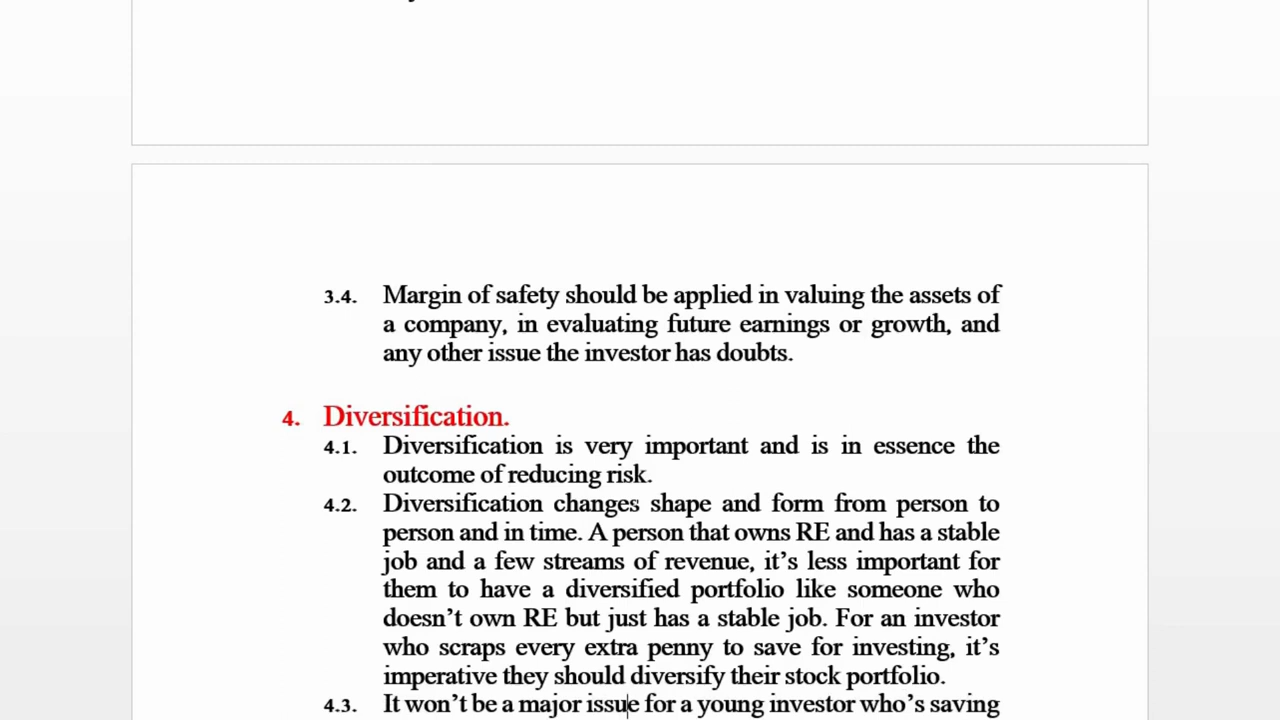 3.4. Margin of safety should be applied in valuing the assets of
a company, in evaluating future earnings or growth, and
any other issue the investor has doubts.
4. Diversification.
4.1. Diversification is very important and is in essence the
outcome of reducing risk.
4.2. Diversification changes shape and form from person to
person and in time. A person that owns RE and has a stable
job and a few streams of revenue, it’s less important for
them to have a diversified portfolio like someone who
doesn’t own RE but just has a stable job. For an investor
who scraps every extra penny to save for investing, it’s
imperative they should diversify their stock portfolio.
4.3. It won’t be a major issue for a young investor who’s saving